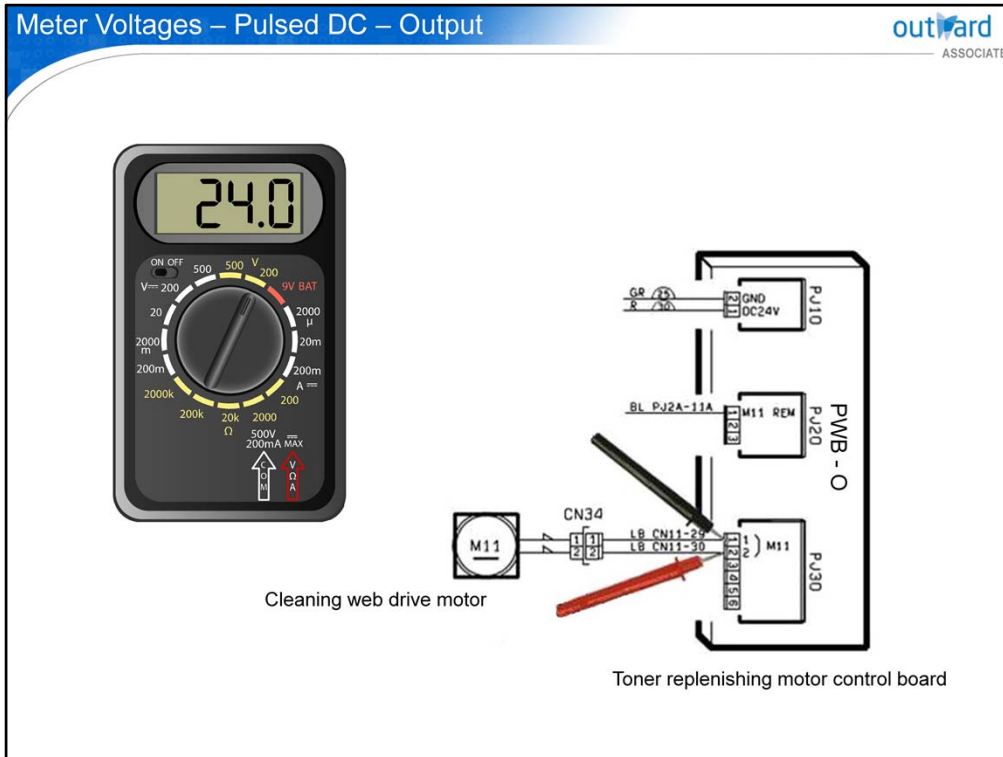 Meter Voltages – Pulsed DC – Output
outward
ASSOCIATE
24.0
ON OFF
500
500
V
200
9V BAT
V⎓ 200
20
2000
m
200m
2000k
200k
20k
Ω
2000
200
2000
µ
20m
200m
A⎓
500V
200mA
⎓
MAX
COM
VΩA
GR 25
R 30
2 GND
1 DC24V
PJ10
BL PJ2A-11A
1 M11 REM
2
3
PJ20
PWB - O
CN34
M11
1 1
2 2
LB CN11-29
LB CN11-30
1 1
2 2 ) M11
3
4
5
6
PJ30
Cleaning web drive motor
Toner replenishing motor control board